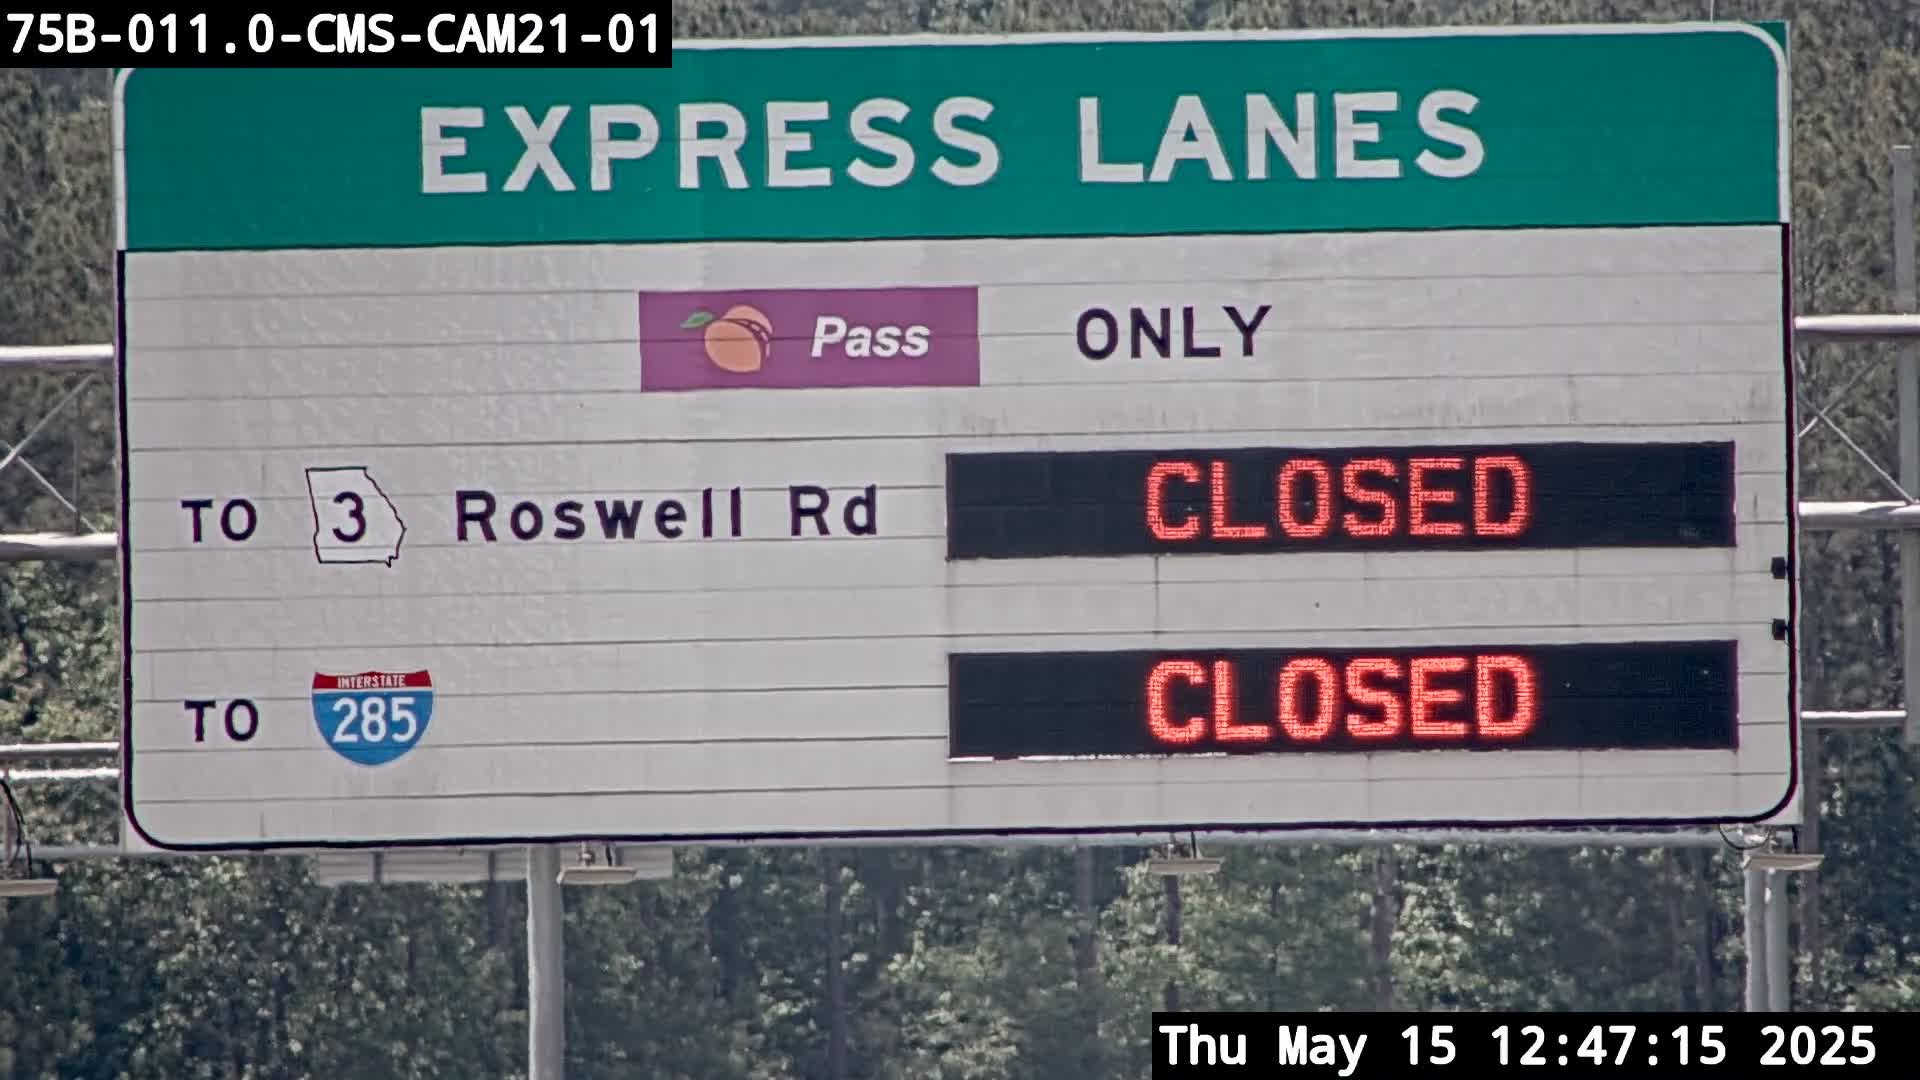 75B-011.0-CMS-CAM21-01
EXPRESS LANES
Pass ONLY
TO 3 Roswell Rd CLOSED
INTERSTATE
TO 285 CLOSED
Thu May 15 12:47:15 2025